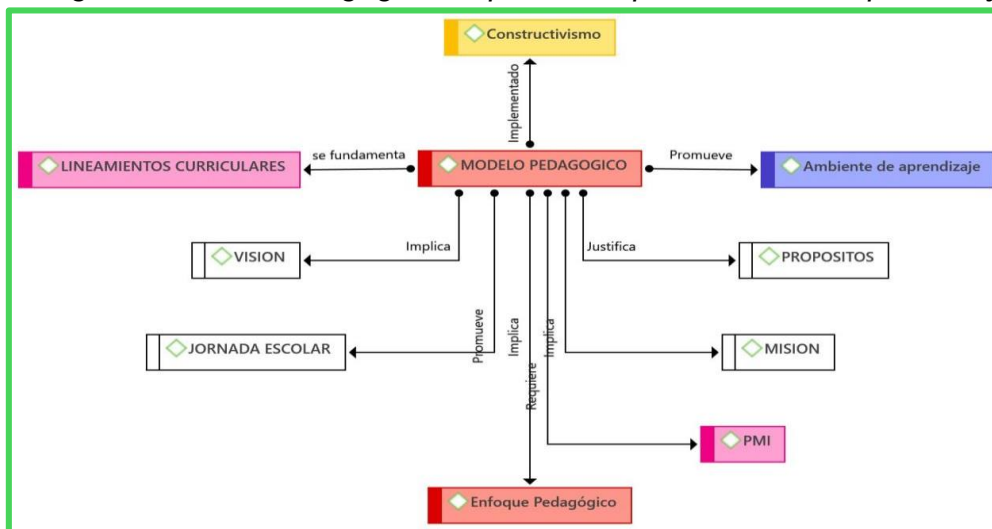 Constructivismo
Implementado
LINEAMIENTOS CURRICULARES
se fundamenta
MODELO PEDAGOGICO
Promueve
Ambiente de aprendizaje
VISION
Implica
Justifica
PROPOSITOS
JORNADA ESCOLAR
Promueve
Implica
Requiere
Implica
MISION
PMI
Enfoque Pedagógico